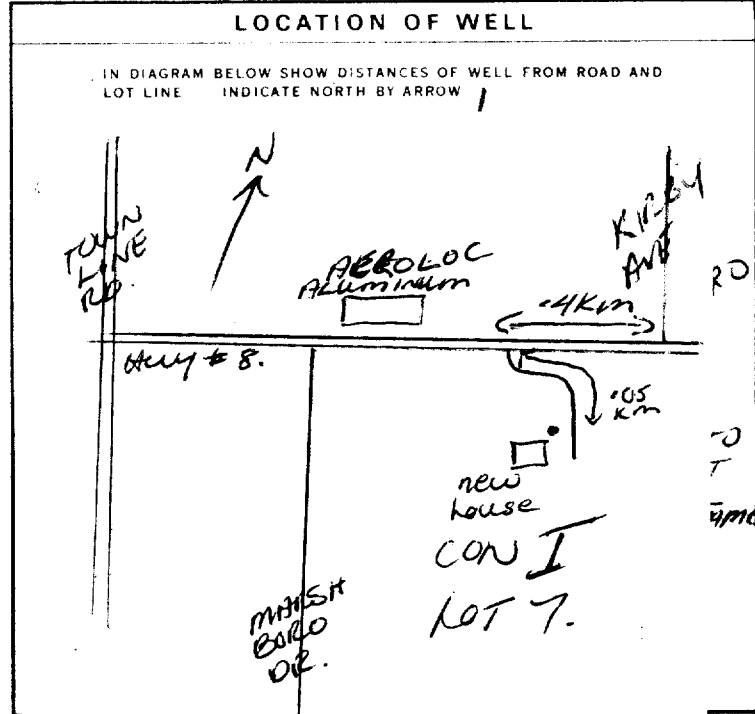 LOCATION OF WELL
IN DIAGRAM BELOW SHOW DISTANCES OF WELL FROM ROAD AND
LOT LINE INDICATE NORTH BY ARROW
N
TOWN
LINE
RD.
AEROLOC
ALUMINUM
KIRBY
AVE
RD
.4Km
Hwy # 8.
.05
Km
new
house
CON I
LOT 7.
MARSH
BORO
DR.